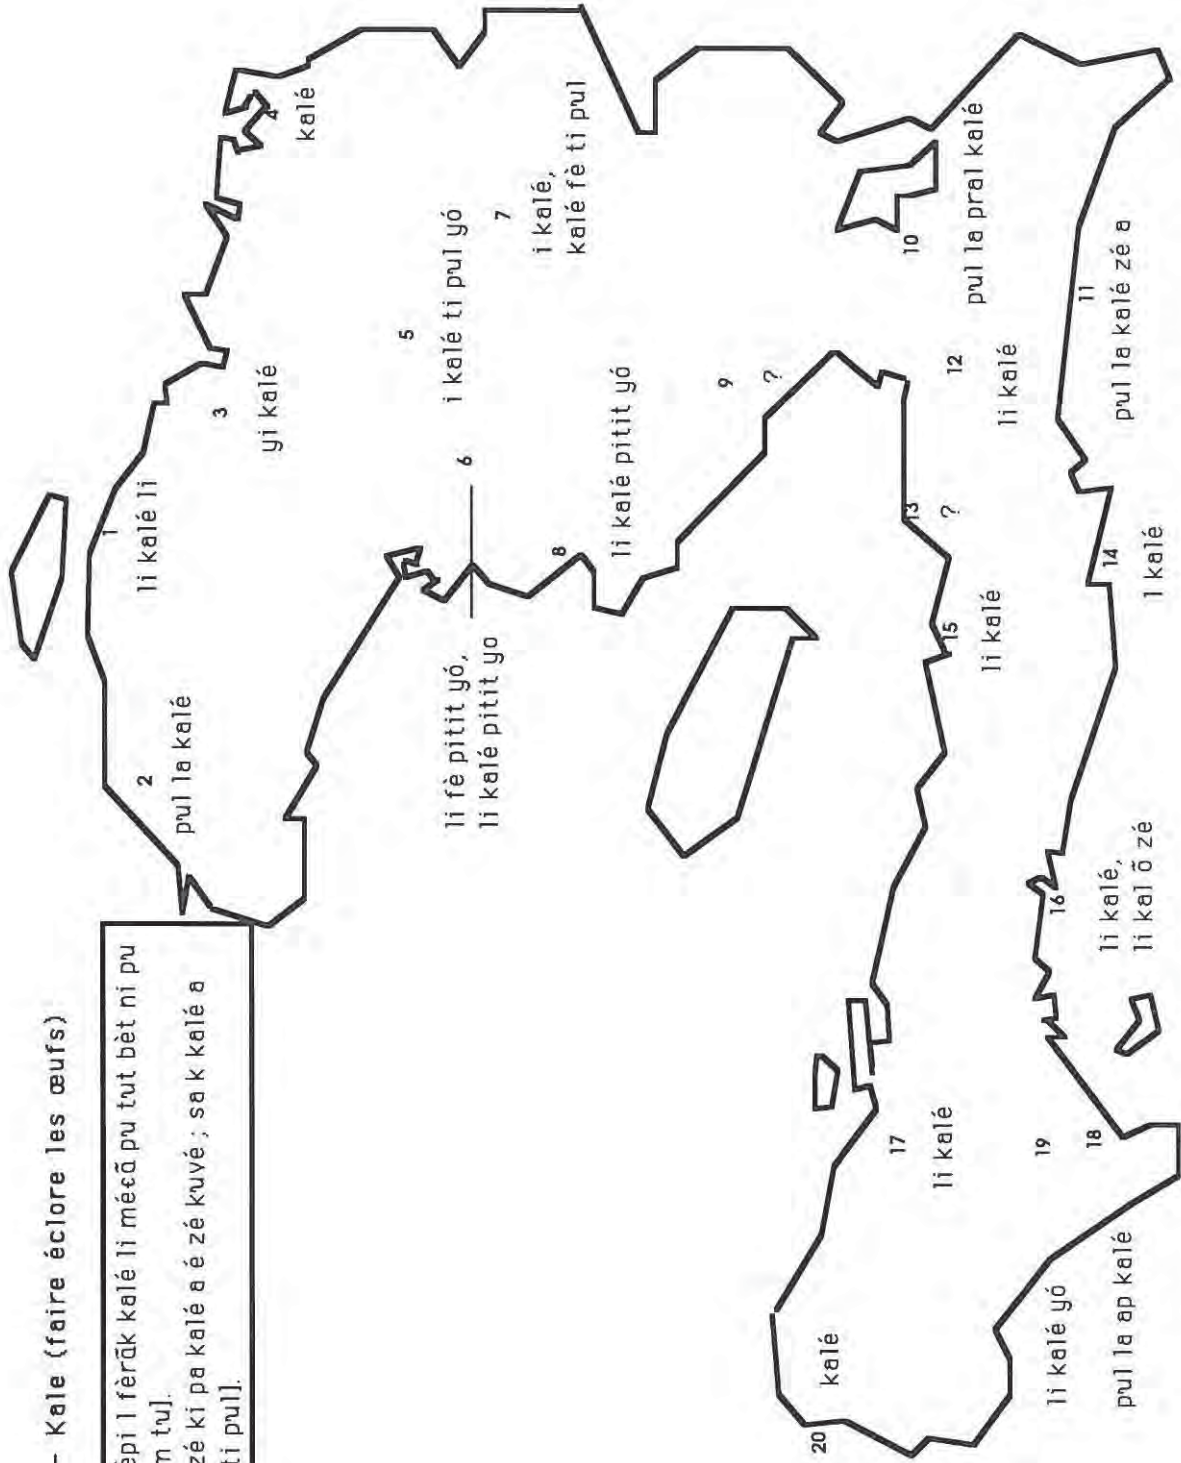 - Kale (faire éclore les œufs)
épi l fèrãk kalé li méɛã pu tut bèt ni pu
m tu].
zé ki pa kalé a é zé kuvé; sa k kalé a
ti pul].
1
li kalé li
2
pul la kalé
3
yi kalé
4
kalé
5
i kalé ti pul yó
6
li fè pitit yó,
li kalé pitit yo
7
i kalé,
kalé fè ti pul
8
li kalé pitit yó
9
?
10
pul la pral kalé
11
pul la kalé zé a
12
li kalé
13
?
14
l kalé
15
li kalé
16
li kalé,
li kal õ zé
17
li kalé
18
pul la ap kalé
19
li kalé yó
20
kalé